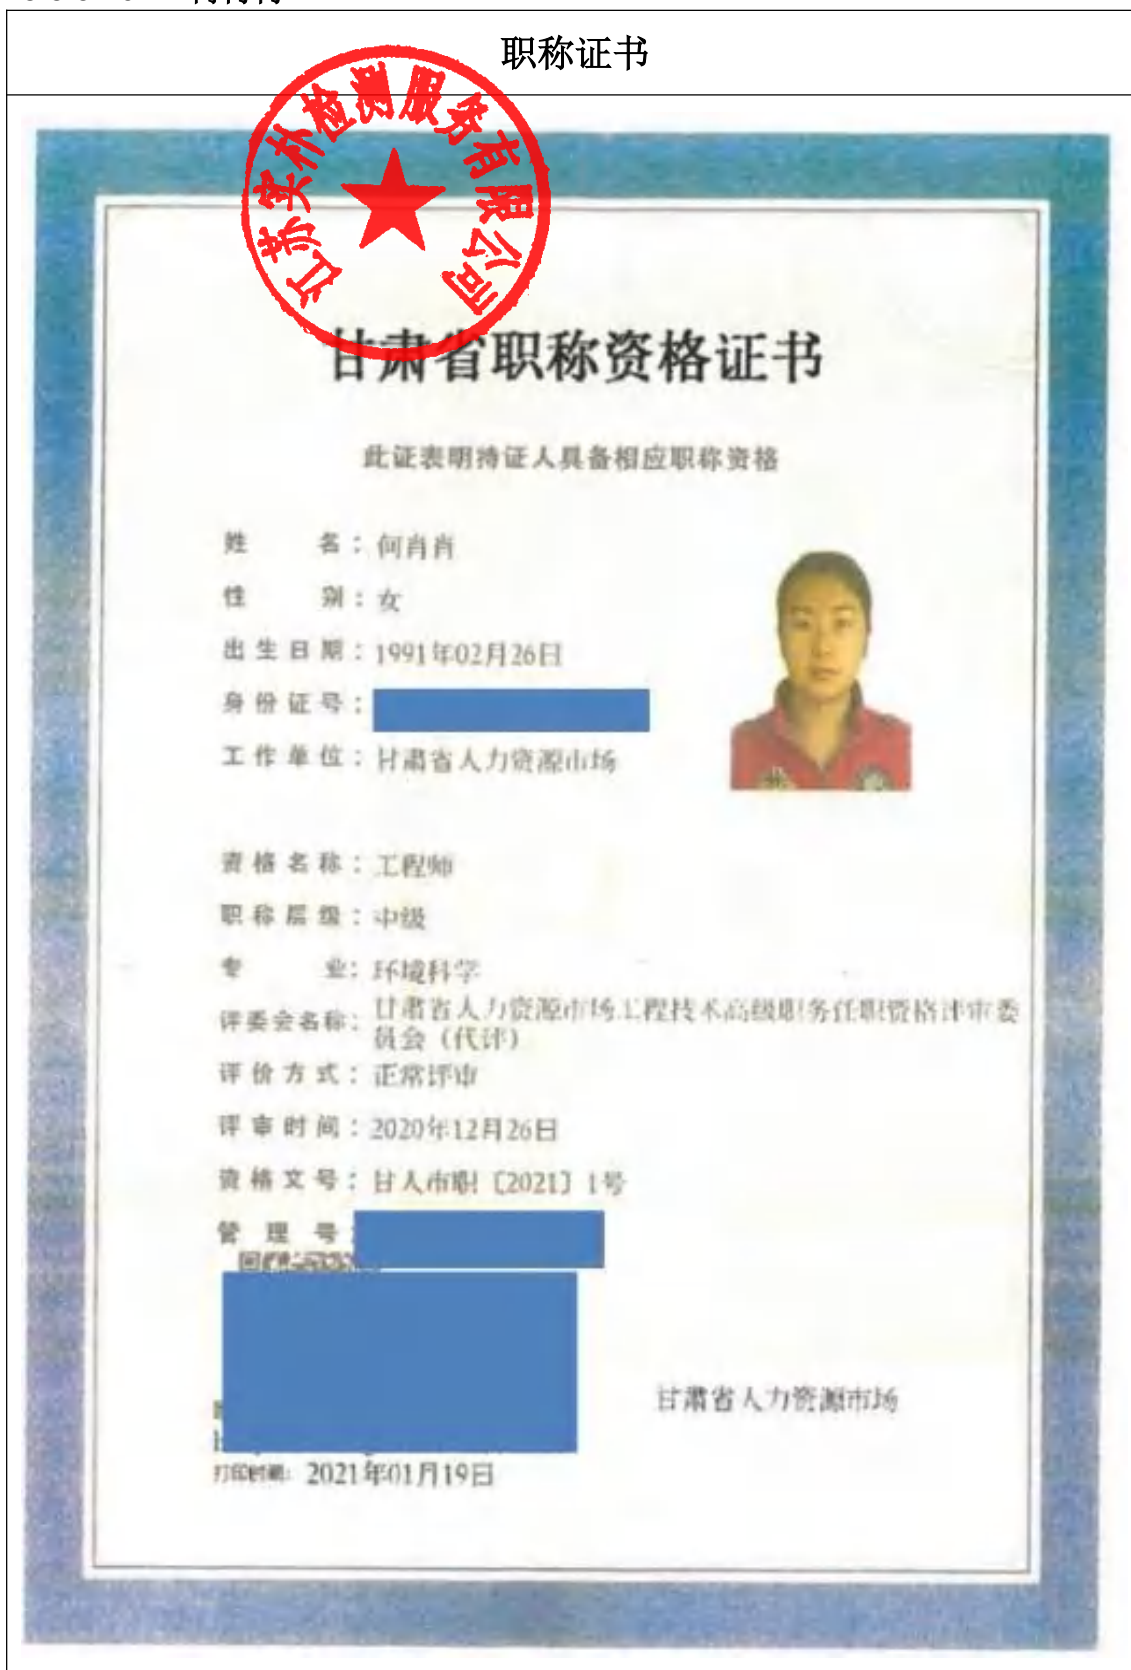 职称证书
江苏实朴检测服务有限公司
甘肃省职称资格证书
此证表明持证人具备相应职称资格
姓 名：何肖肖
性 别：女
出生日期：1991年02月26日
身份证号：
工作单位：甘肃省人力资源市场
资格名称：工程师
职称层级：中级
专 业：环境科学
评委会名称：甘肃省人力资源市场工程技术高级职务任职资格评审委
员会（代评）
评价方式：正常评审
评审时间：2020年12月26日
资格文号：甘人市职〔2021〕1号
管 理 号：
甘肃省人力资源市场
打印时间：2021年01月19日